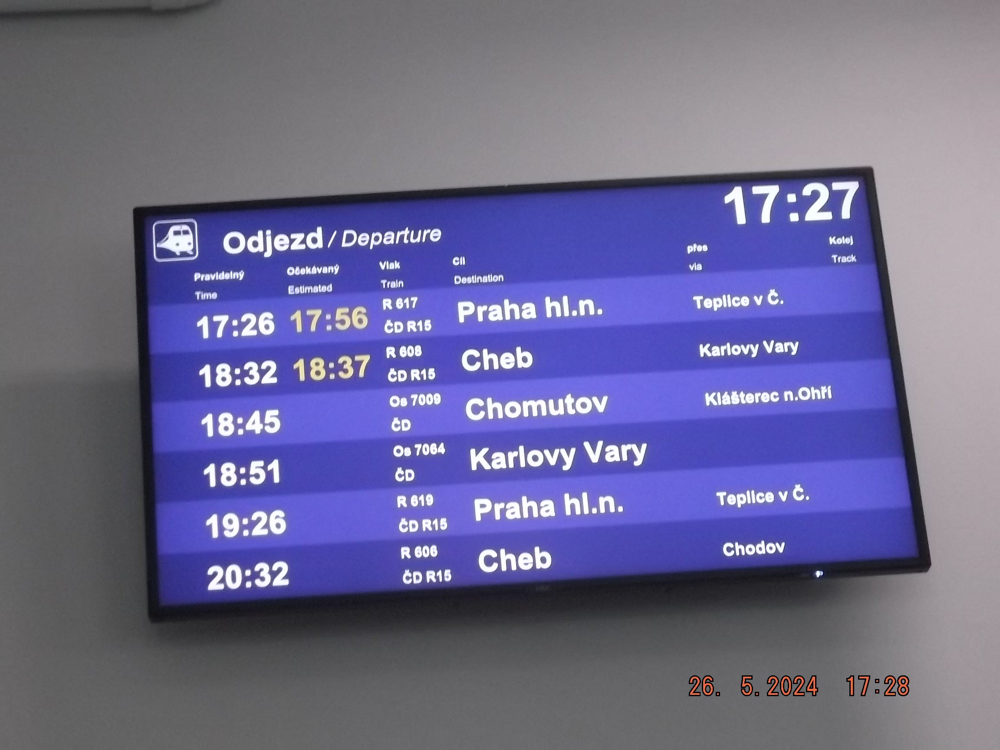 17:27
Odjezd / Departure
Pravidelný Očekávaný Vlak Cíl přes Kolej
Time Estimated Train Destination via Track
17:26 17:56 R 617 ČD R15 Praha hl.n. Teplice v Č.
18:32 18:37 R 608 ČD R15 Cheb Karlovy Vary
18:45 Os 7009 ČD Chomutov Klášterec n.Ohří
18:51 Os 7064 ČD Karlovy Vary
19:26 R 619 ČD R15 Praha hl.n. Teplice v Č.
20:32 R 606 ČD R15 Cheb Chodov
26. 5.2024 17:28